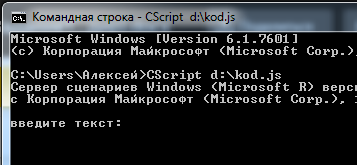 Командная строка - CScript d:\kod.js
Microsoft Windows [Version 6.1.7601]
(c) Корпорация Майкрософт (Microsoft Corp.),
C:\Users\Алексей>CScript d:\kod.js
Сервер сценариев Windows (Microsoft R) верс
с Корпорация Майкрософт (Microsoft Corp.),
введите текст: